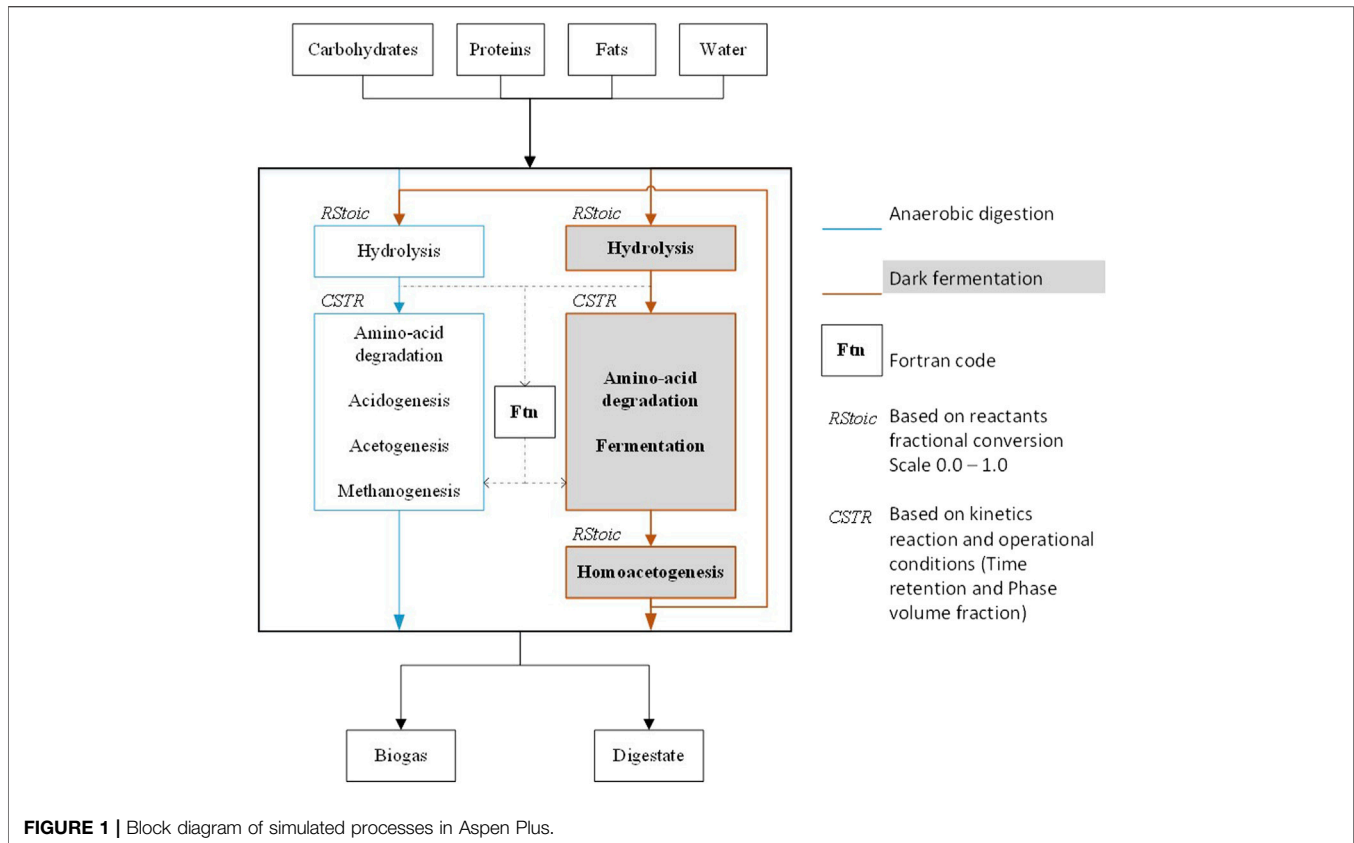 Carbohydrates
Proteins
Fats
Water
RStoic
Hydrolysis
CSTR
Amino-acid
degradation
Acidogenesis
Acetogenesis
Methanogenesis
Ftn
RStoic
Hydrolysis
CSTR
Amino-acid
degradation
Fermentation
RStoic
Homoacetogenesis
Biogas
Digestate
Anaerobic digestion
Dark fermentation
Ftn Fortran code
RStoic Based on reactants
fractional conversion
Scale 0.0 – 1.0
CSTR Based on kinetics
reaction and operational
conditions (Time
retention and Phase
volume fraction)
FIGURE 1 | Block diagram of simulated processes in Aspen Plus.